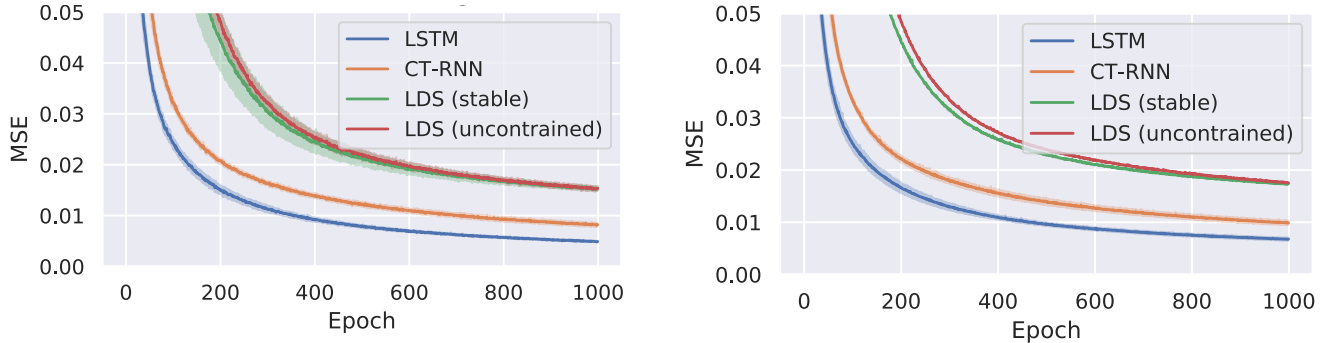 0.05
0.04
0.03
0.02
0.01
0.00
MSE
0 200 400 600 800 1000
Epoch
LSTM
CT-RNN
LDS (stable)
LDS (uncontrained)
0.05
0.04
0.03
0.02
0.01
0.00
MSE
0 200 400 600 800 1000
Epoch
LSTM
CT-RNN
LDS (stable)
LDS (uncontrained)